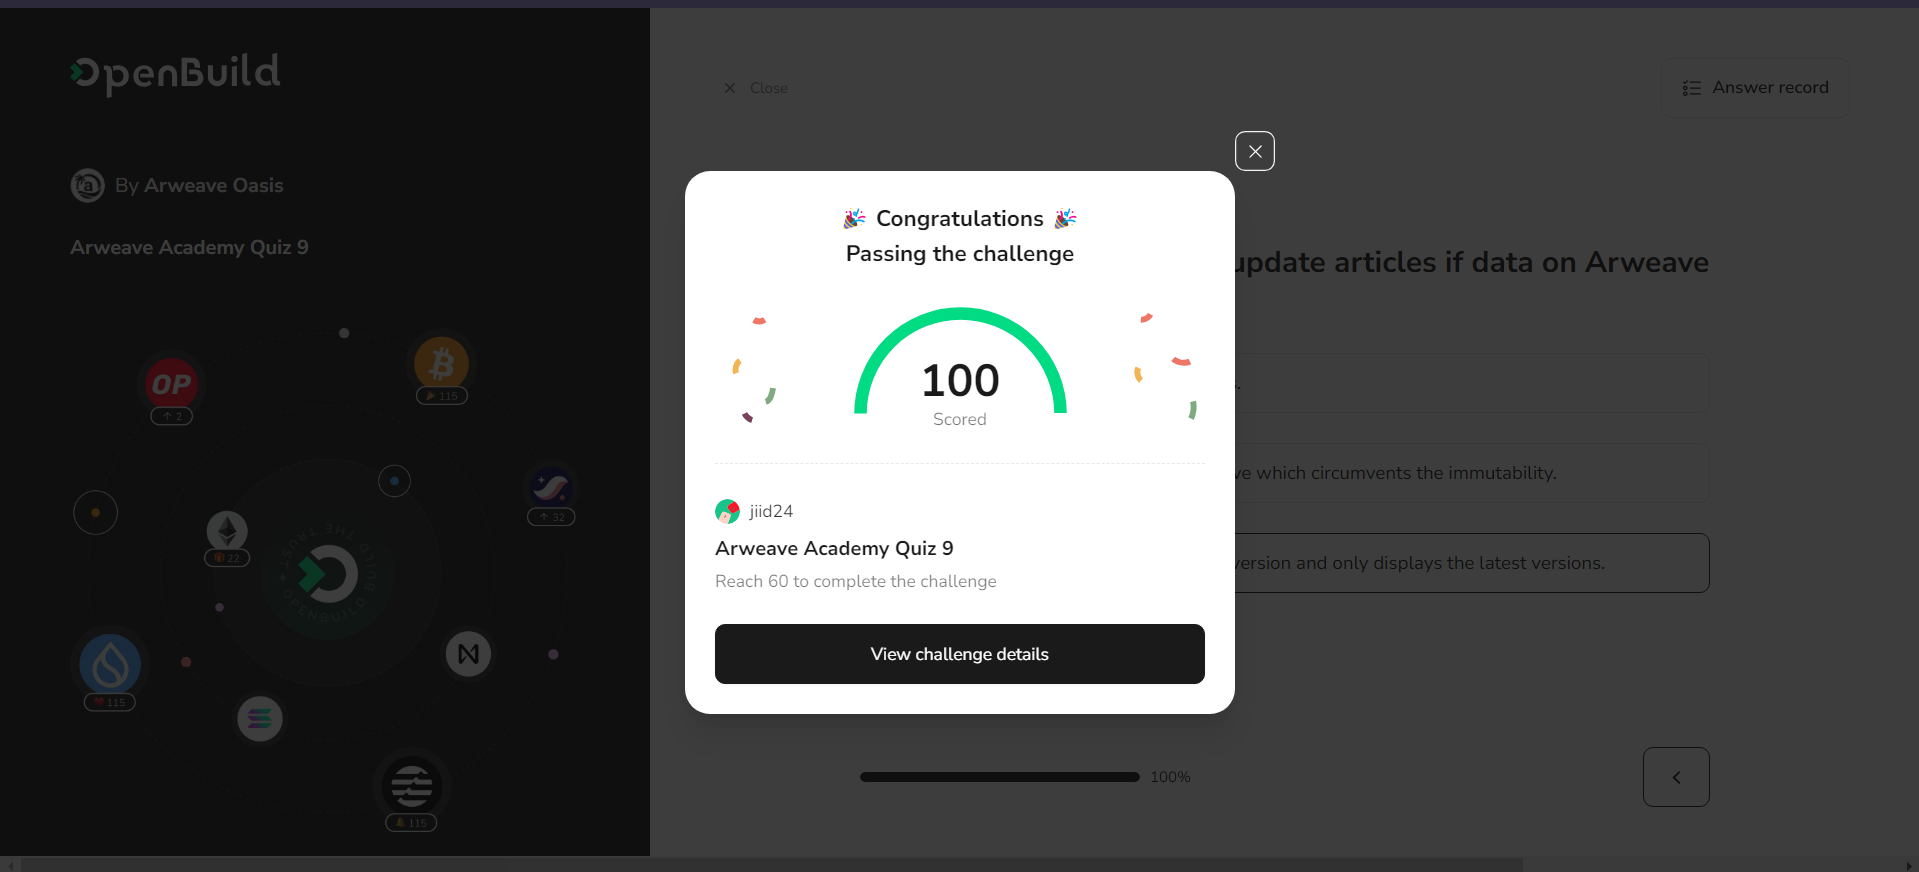 OpenBuild
By Arweave Oasis
Arweave Academy Quiz 9
OP
2
115
32
22
115
115
Close
Answer record
update articles if data on Arweave
which circumvents the immutability.
version and only displays the latest versions.
100%
🎉 Congratulations 🎉
Passing the challenge
100
Scored
jiid24
Arweave Academy Quiz 9
Reach 60 to complete the challenge
View challenge details